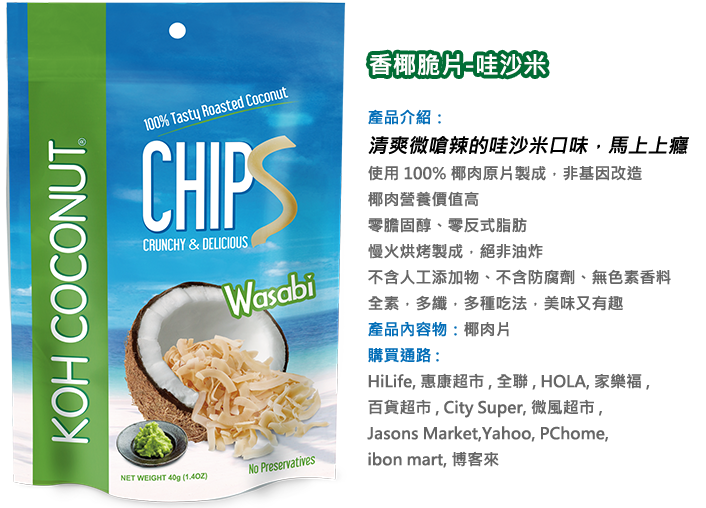 KOH COCONUT®
100% Tasty Roasted Coconut
CHIPS
CRUNCHY & DELICIOUS
Wasabi
No Preservatives
NET WEIGHT 40g (1.4OZ)
香椰脆片-哇沙米
產品介紹：
清爽微嗆辣的哇沙米口味，馬上上癮
使用 100% 椰肉原片製成，非基因改造
椰肉營養價值高
零膽固醇、零反式脂肪
慢火烘烤製成，絕非油炸
不含人工添加物、不含防腐劑、無色素香料
全素，多纖，多種吃法，美味又有趣
產品內容物：椰肉片
購買通路：
HiLife, 惠康超市 , 全聯 , HOLA, 家樂福 ,
百貨超市 , City Super, 微風超市 ,
Jasons Market,Yahoo, PChome,
ibon mart, 博客來